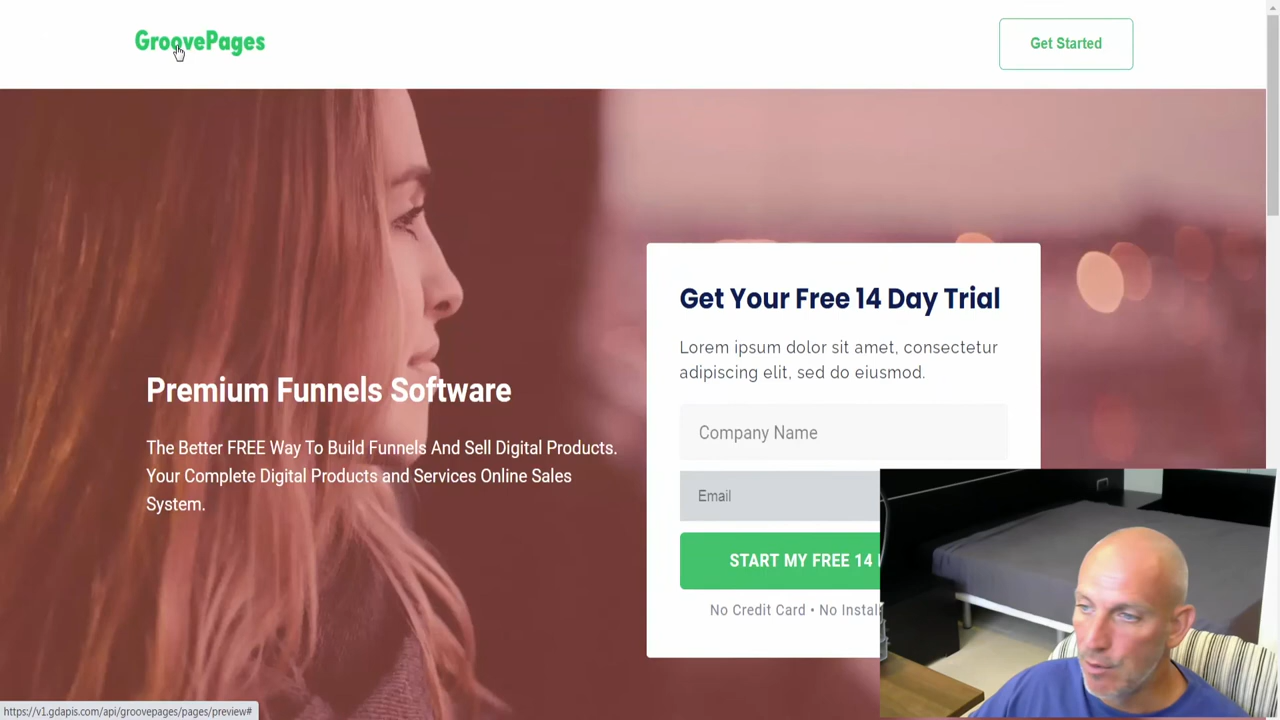 GroovePages
Get Started
Get Your Free 14 Day Trial
Lorem ipsum dolor sit amet, consectetur
adipiscing elit, sed do eiusmod.
Company Name
Email
START MY FREE 14
No Credit Card • No Instal
Premium Funnels Software
The Better FREE Way To Build Funnels And Sell Digital Products.
Your Complete Digital Products and Services Online Sales
System.
https://v1.gdapis.com/api/groovepages/pages/preview#